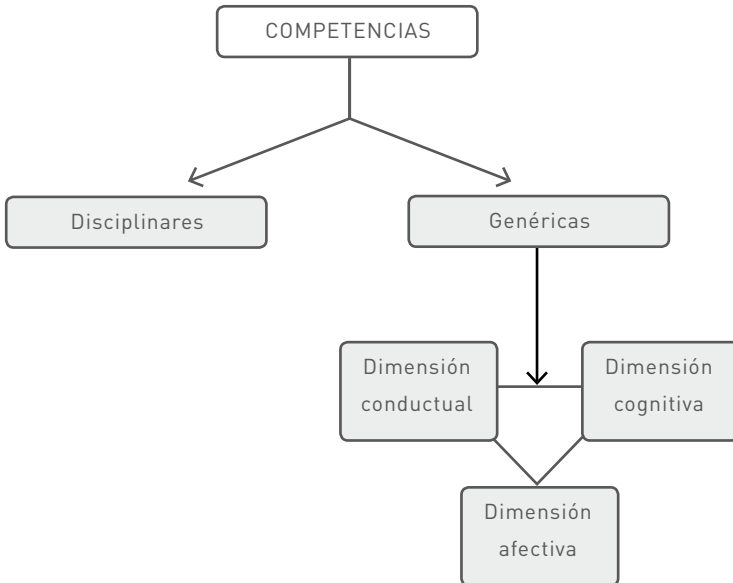 COMPETENCIAS
Disciplinares
Genéricas
Dimensión
conductual
Dimensión
cognitiva
Dimensión
afectiva